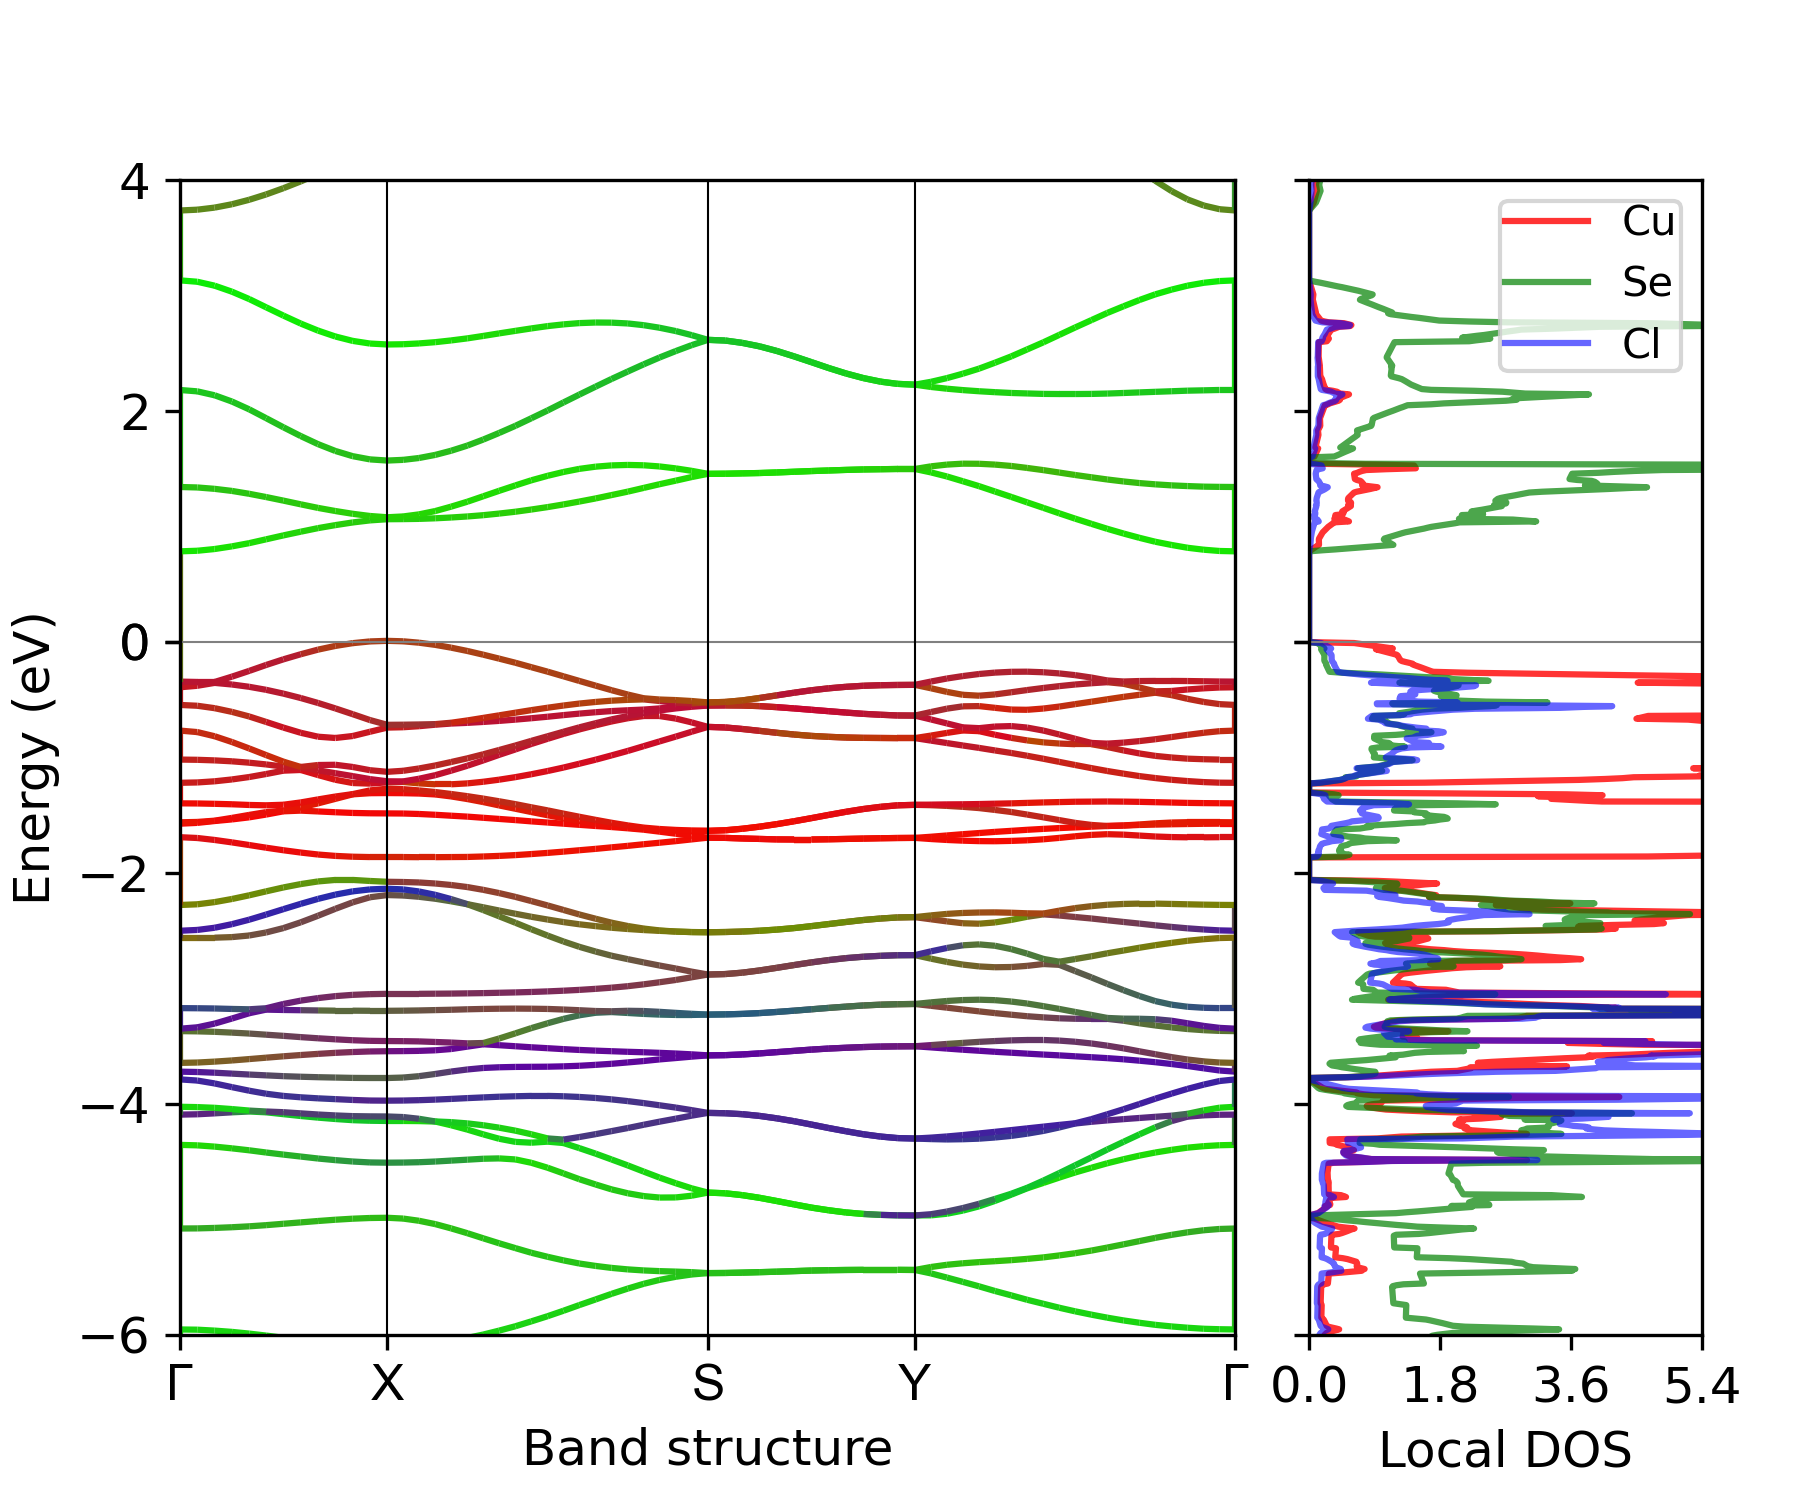 4
2
0
−2
−4
−6
Energy (eV)
Γ
X
S
Y
Γ
Band structure
Cu
Se
Cl
0.0
1.8
3.6
5.4
Local DOS